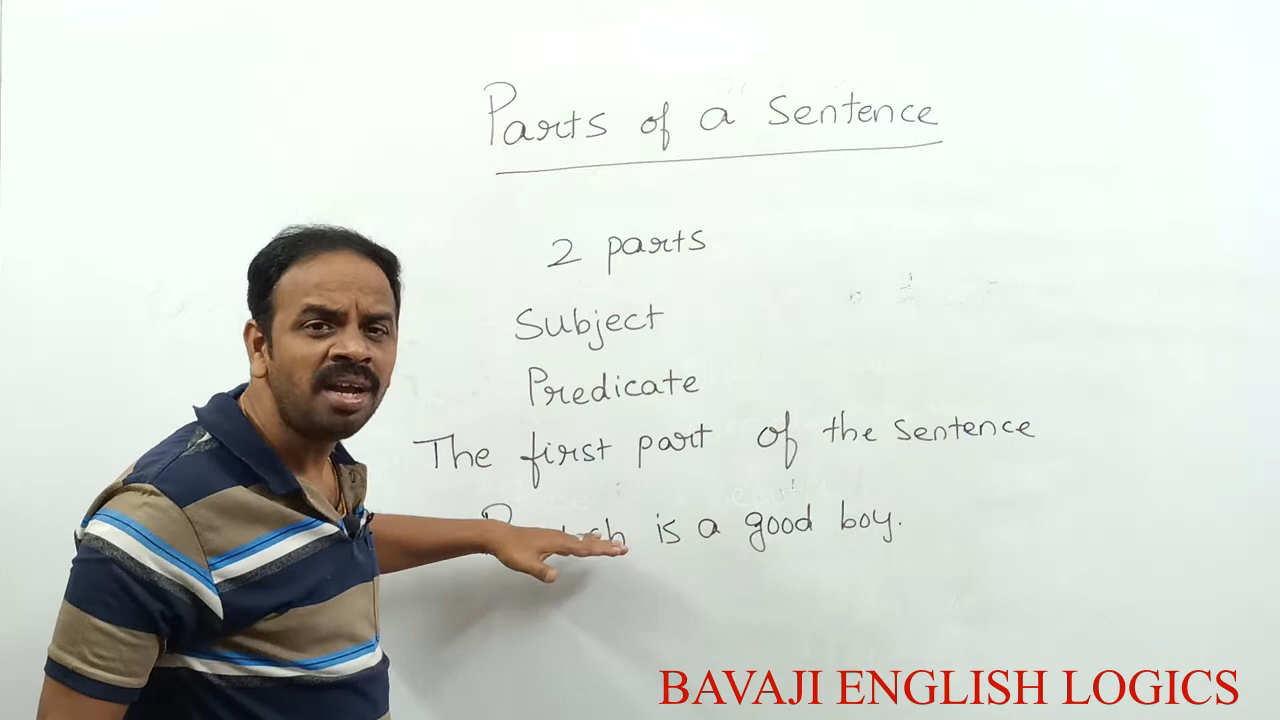 Parts of a Sentence
2 parts
Subject
Predicate
The first part of the sentence
is a good boy.
BAVAJI ENGLISH LOGICS